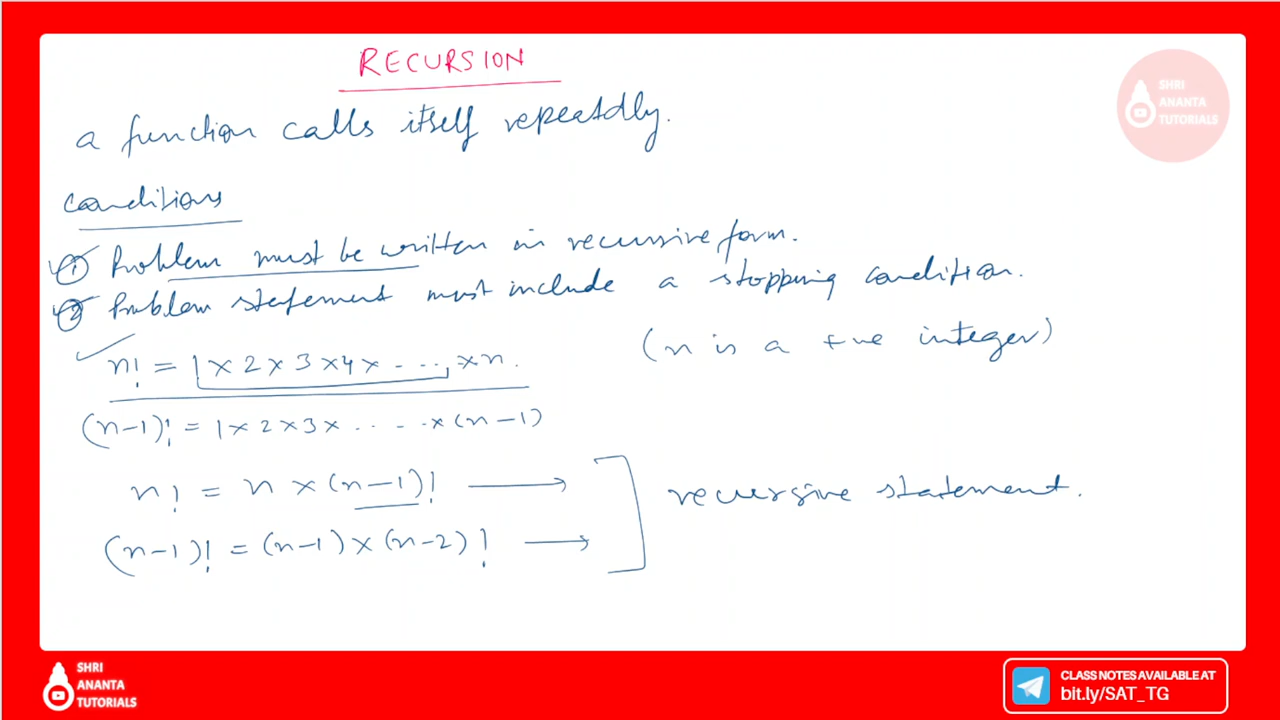 RECURSION
a function calls itself repeatdly.
Conditions
① Problem must be written in recursive form.
② Problem statement must include a stopping condition.
n! = 1 × 2 × 3 × 4 × - ..., × n. (n is a +ve integer)
(n-1)! = 1 × 2 × 3 × .. - - . × (n-1)
n! = n × (n-1)! →
(n-1)! = (n-1) × (n-2)! →
recursive statement.
SHRI
ANANTA
TUTORIALS
SHRI
ANANTA
TUTORIALS
CLASS NOTES AVAILABLE AT
bit.ly/SAT_TG